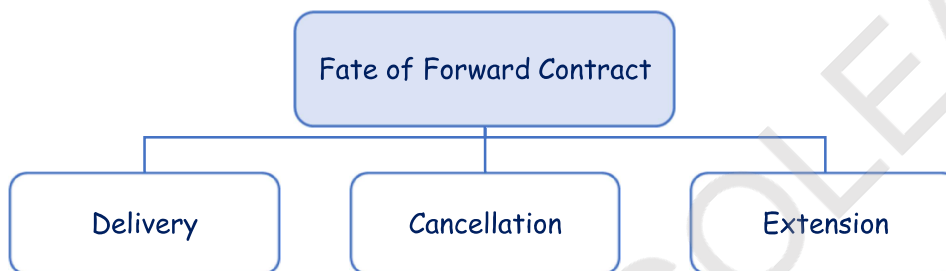 Fate of Forward Contract
Delivery
Cancellation
Extension